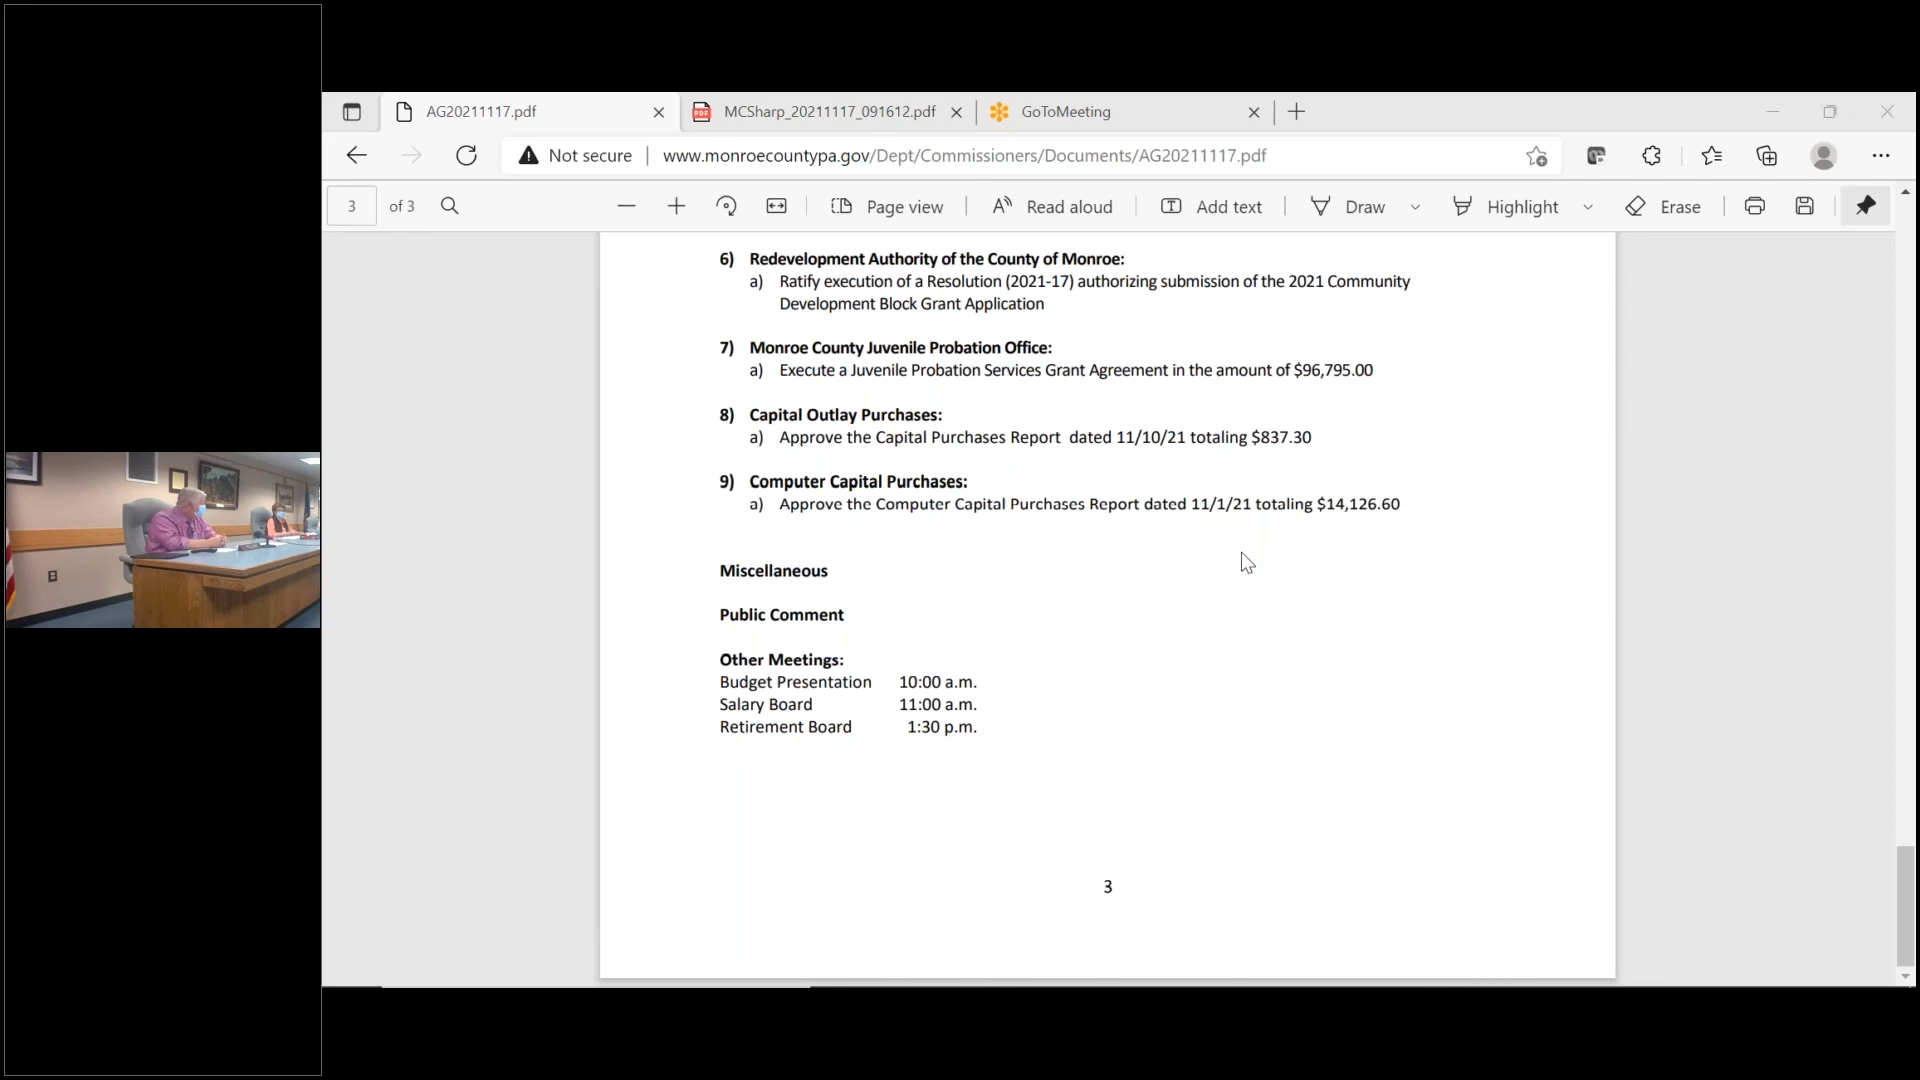 AG20211117.pdf
MCSharp_20211117_091612.pdf
GoToMeeting
Not secure
www.monroecountypa.gov/Dept/Commissioners/Documents/AG20211117.pdf
3 of 3
Page view
Read aloud
Add text
Draw
Highlight
Erase
6) Redevelopment Authority of the County of Monroe:
a) Ratify execution of a Resolution (2021-17) authorizing submission of the 2021 Community
Development Block Grant Application
7) Monroe County Juvenile Probation Office:
a) Execute a Juvenile Probation Services Grant Agreement in the amount of $96,795.00
8) Capital Outlay Purchases:
a) Approve the Capital Purchases Report dated 11/10/21 totaling $837.30
9) Computer Capital Purchases:
a) Approve the Computer Capital Purchases Report dated 11/1/21 totaling $14,126.60
Miscellaneous
Public Comment
Other Meetings:
Budget Presentation 10:00 a.m.
Salary Board 11:00 a.m.
Retirement Board 1:30 p.m.
3